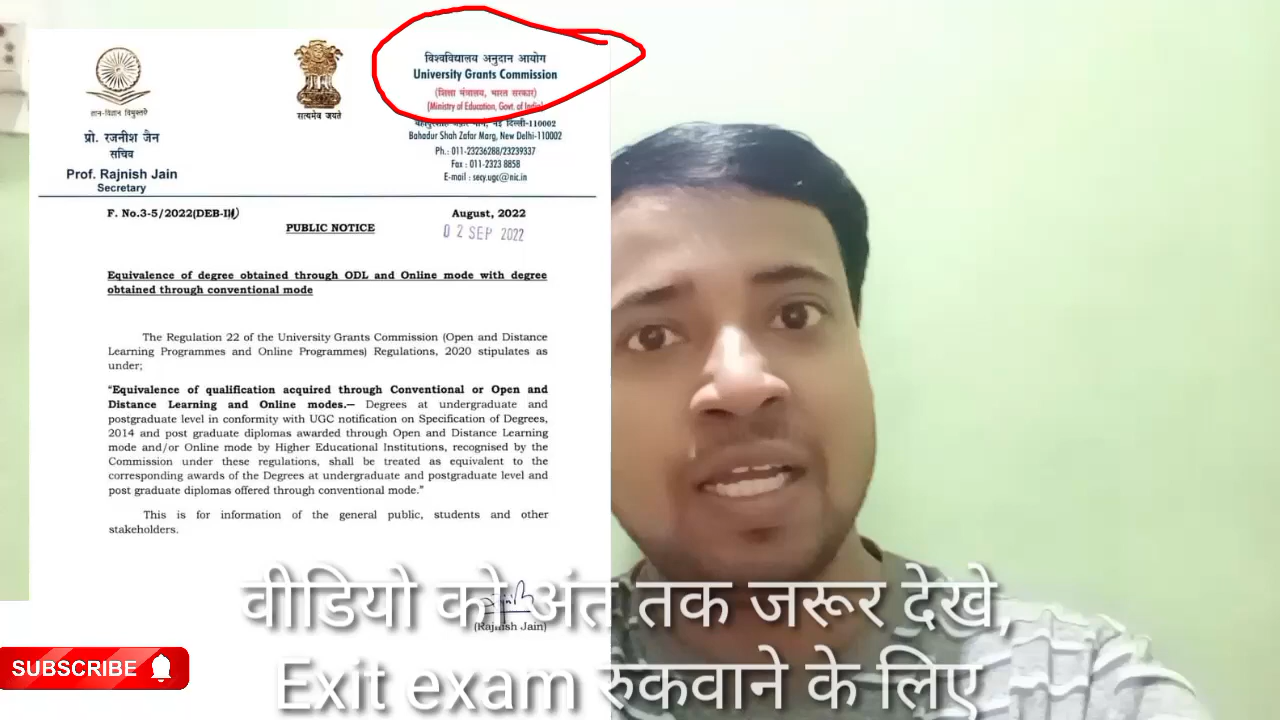 ज्ञान-विज्ञान विमुक्तये
प्रो. रजनीश जैन
सचिव
Prof. Rajnish Jain
Secretary
सत्यमेव जयते
विश्वविद्यालय अनुदान आयोग
University Grants Commission
(शिक्षा मंत्रालय, भारत सरकार)
(Ministry of Education, Govt. of India)
बहादुरशाह ज़फ़र मार्ग, नई दिल्ली-110002
Bahadur Shah Zafar Marg, New Delhi-110002
Ph.: 011-23236288/23239337
Fax : 011-2323 8858
E-mail : secy.ugc@nic.in
F. No.3-5/2022(DEB-III)
August, 2022
PUBLIC NOTICE
02 SEP 2022
Equivalence of degree obtained through ODL and Online mode with degree
obtained through conventional mode
The Regulation 22 of the University Grants Commission (Open and Distance
Learning Programmes and Online Programmes) Regulations, 2020 stipulates as
under;
“Equivalence of qualification acquired through Conventional or Open and
Distance Learning and Online modes.— Degrees at undergraduate and
postgraduate level in conformity with UGC notification on Specification of Degrees,
2014 and post graduate diplomas awarded through Open and Distance Learning
mode and/or Online mode by Higher Educational Institutions, recognised by the
Commission under these regulations, shall be treated as equivalent to the
corresponding awards of the Degrees at undergraduate and postgraduate level and
post graduate diplomas offered through conventional mode.”
This is for information of the general public, students and other
stakeholders.
(Rajnish Jain)
वीडियो को अंत तक जरूर देखे,
Exit exam रुकवाने के लिए
SUBSCRIBE